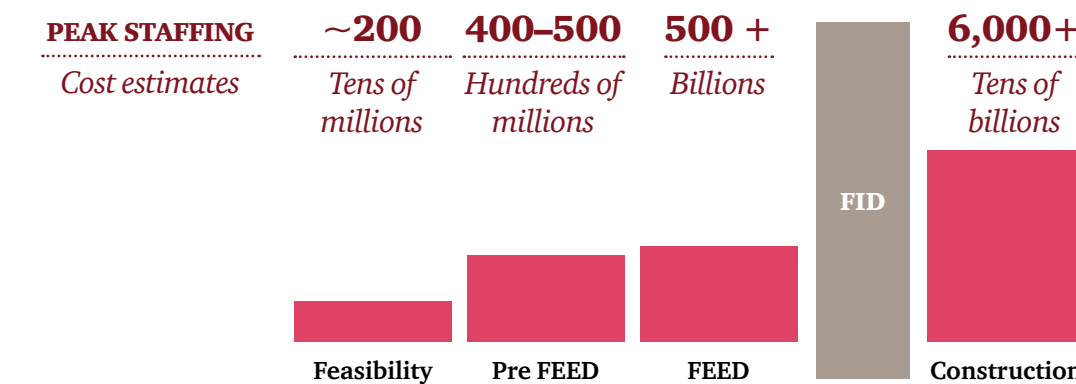 PEAK STAFFING
~200
400–500
500 +
6,000+
Cost estimates
Tens of
millions
Hundreds of
millions
Billions
Tens of
billions
FID
Feasibility
Pre FEED
FEED
Construction